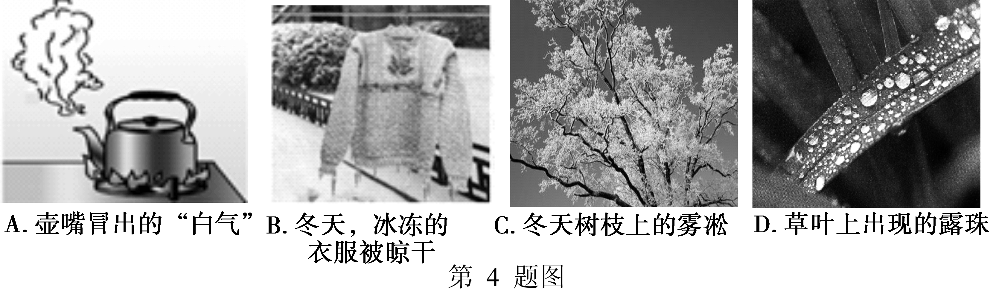 A. 壶嘴冒出的“白气” B. 冬天，冰冻的 C. 冬天树枝上的雾凇 D. 草叶上出现的露珠
衣服被晾干
第 4 题图